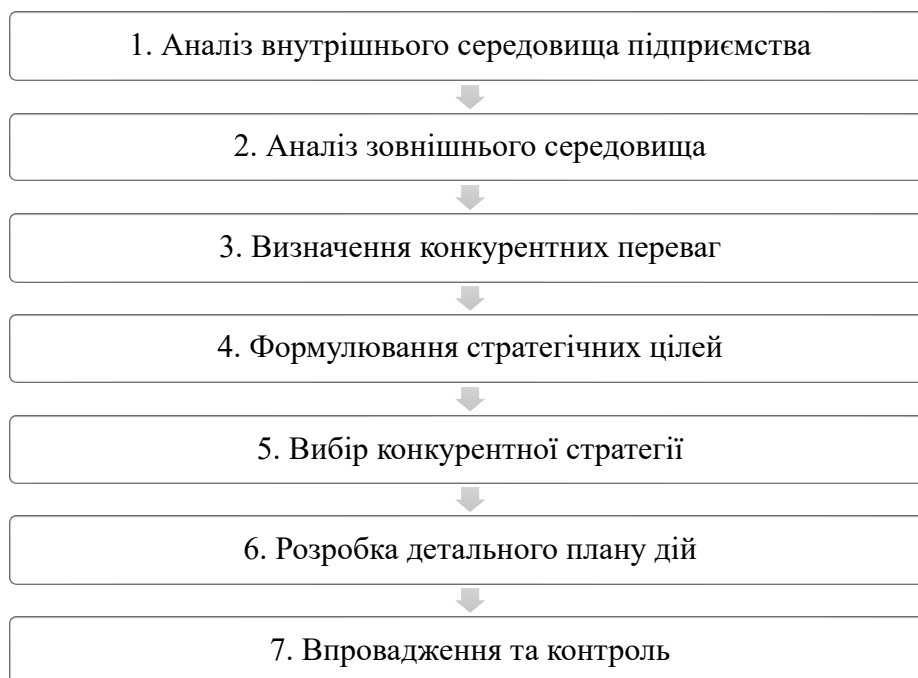 1. Аналіз внутрішнього середовища підприємства
2. Аналіз зовнішнього середовища
3. Визначення конкурентних переваг
4. Формулювання стратегічних цілей
5. Вибір конкурентної стратегії
6. Розробка детального плану дій
7. Впровадження та контроль